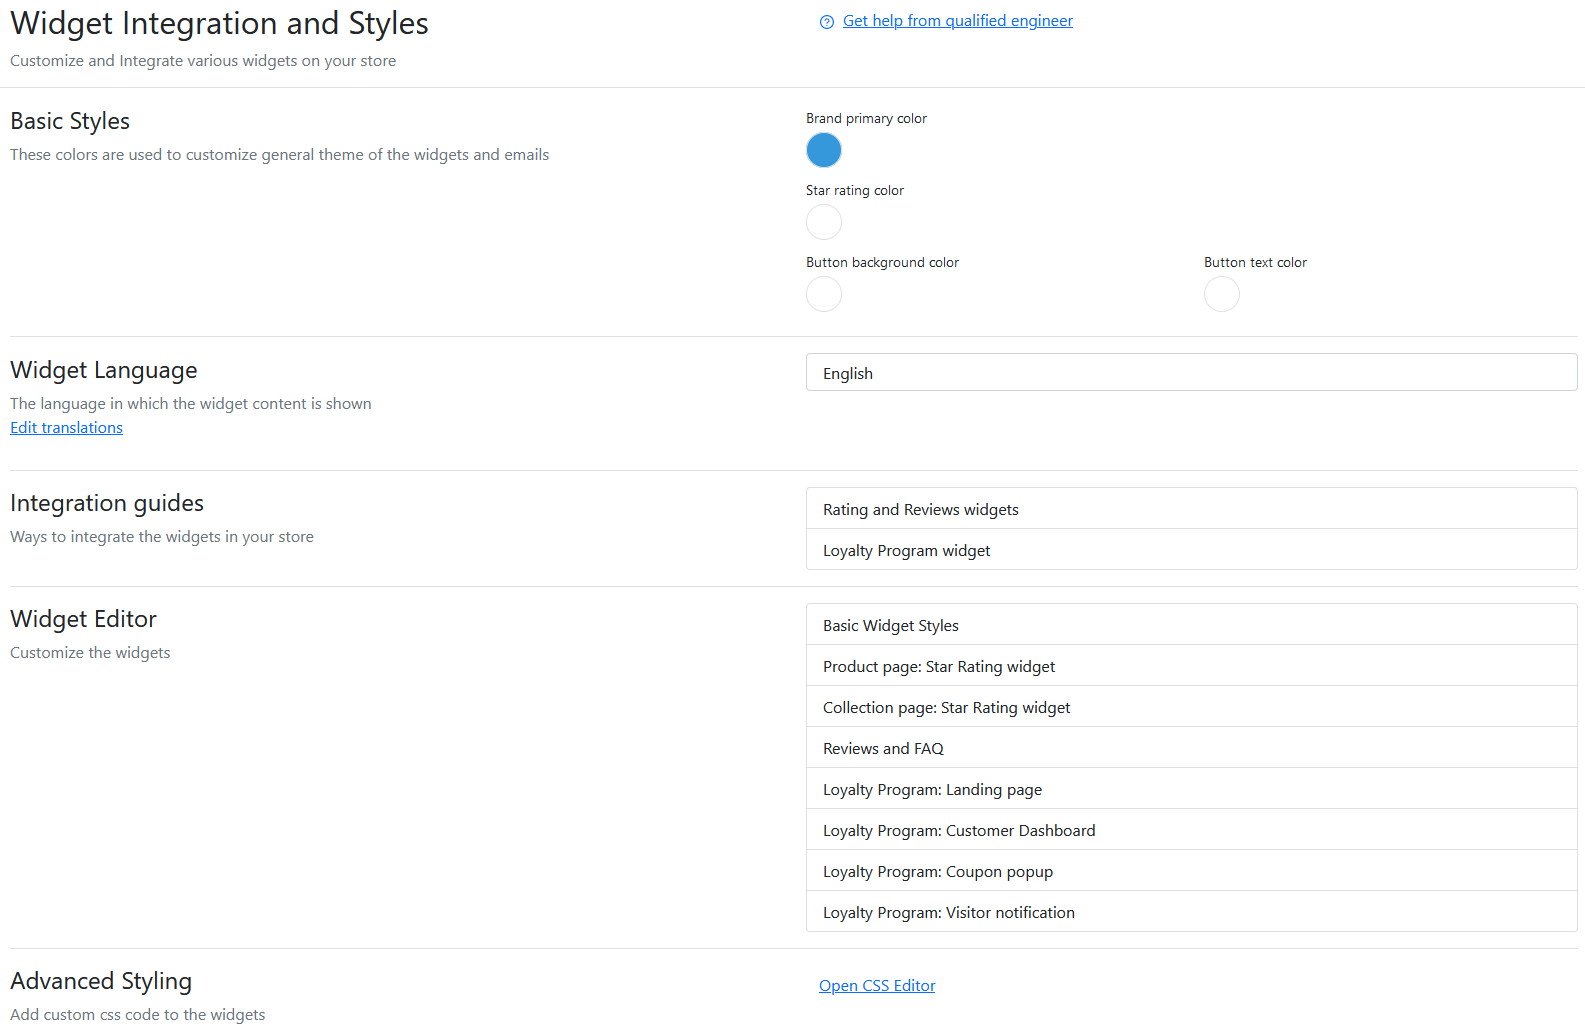 Widget Integration and Styles
Get help from qualified engineer
Customize and Integrate various widgets on your store
Basic Styles
These colors are used to customize general theme of the widgets and emails
Brand primary color
Star rating color
Button background color
Button text color
Widget Language
The language in which the widget content is shown
Edit translations
English
Integration guides
Ways to integrate the widgets in your store
Rating and Reviews widgets
Loyalty Program widget
Widget Editor
Customize the widgets
Basic Widget Styles
Product page: Star Rating widget
Collection page: Star Rating widget
Reviews and FAQ
Loyalty Program: Landing page
Loyalty Program: Customer Dashboard
Loyalty Program: Coupon popup
Loyalty Program: Visitor notification
Advanced Styling
Add custom css code to the widgets
Open CSS Editor